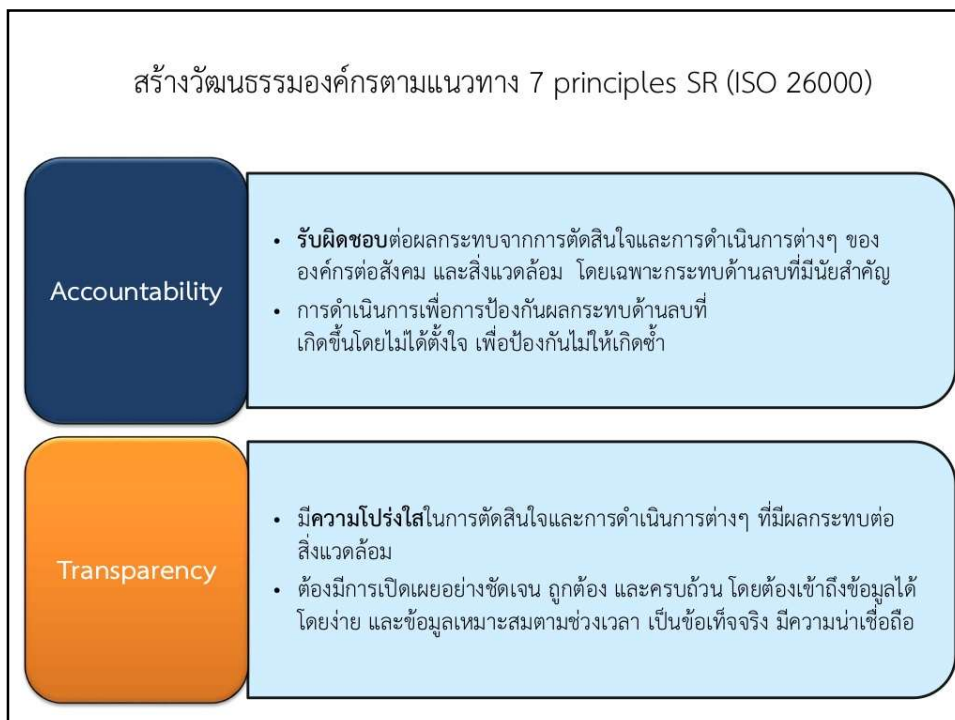 สร้างวัฒนธรรมองค์กรตามแนวทาง 7 principles SR (ISO 26000)
Accountability
• รับผิดชอบต่อผลกระทบจากการตัดสินใจและการดำเนินการต่างๆ ของ
องค์กรต่อสังคม และสิ่งแวดล้อม โดยเฉพาะกระทบด้านลบที่มีนัยสำคัญ
• การดำเนินการเพื่อการป้องกันผลกระทบด้านลบที่
เกิดขึ้นโดยไม่ได้ตั้งใจ เพื่อป้องกันไม่ให้เกิดซ้ำ
Transparency
• มีความโปร่งใสในการตัดสินใจและการดำเนินการต่างๆ ที่มีผลกระทบต่อ
สิ่งแวดล้อม
• ต้องมีการเปิดเผยอย่างชัดเจน ถูกต้อง และครบถ้วน โดยต้องเข้าถึงข้อมูลได้
โดยง่าย และข้อมูลเหมาะสมตามช่วงเวลา เป็นข้อเท็จจริง มีความน่าเชื่อถือ